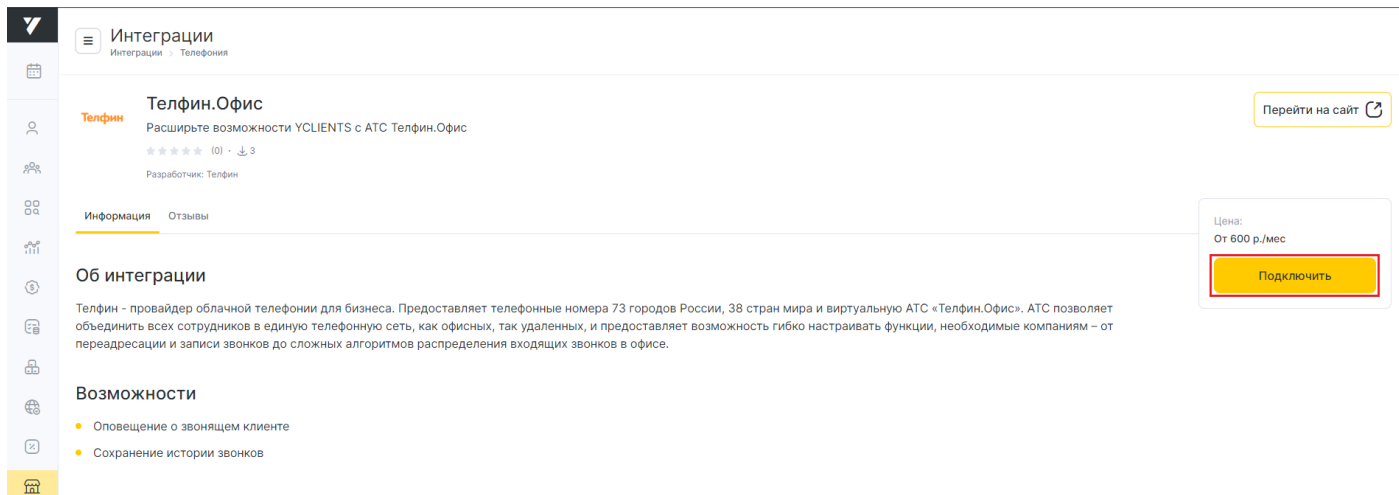 Интеграции
Интеграции > Телефония
Телфин
Телфин.Офис
Расширьте возможности YCLIENTS с АТС Телфин.Офис
(0) · 3
Разработчик: Телфин
Перейти на сайт
Информация Отзывы
Цена:
От 600 р./мес
Подключить
Об интеграции
Телфин - провайдер облачной телефонии для бизнеса. Предоставляет телефонные номера 73 городов России, 38 стран мира и виртуальную АТС «Телфин.Офис». АТС позволяет
объединить всех сотрудников в единую телефонную сеть, как офисных, так удаленных, и предоставляет возможность гибко настраивать функции, необходимые компаниям – от
переадресации и записи звонков до сложных алгоритмов распределения входящих звонков в офисе.
Возможности
Оповещение о звонящем клиенте
Сохранение истории звонков